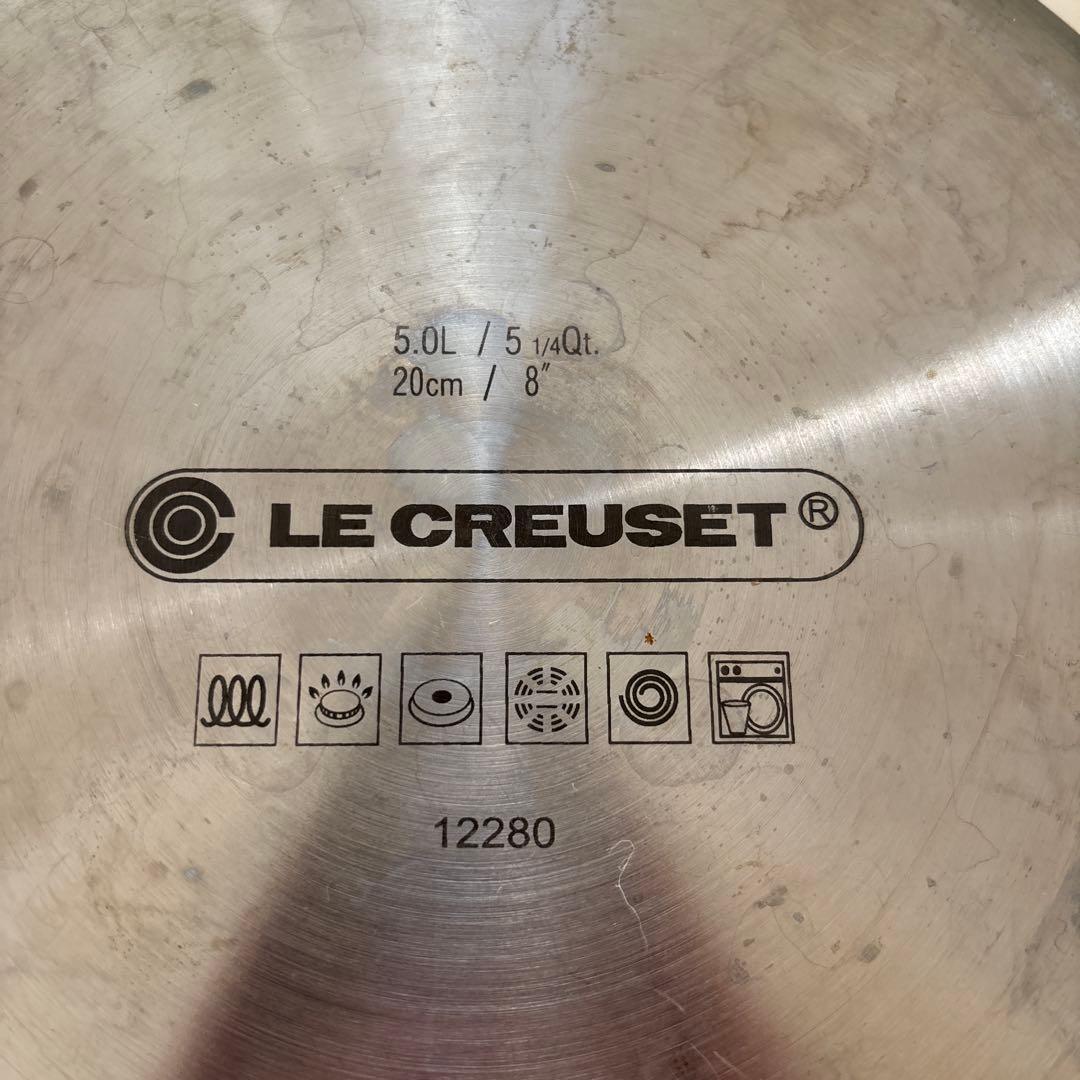 5.0L / 5 1/4Qt.
20cm / 8"
LE CREUSET®
12280